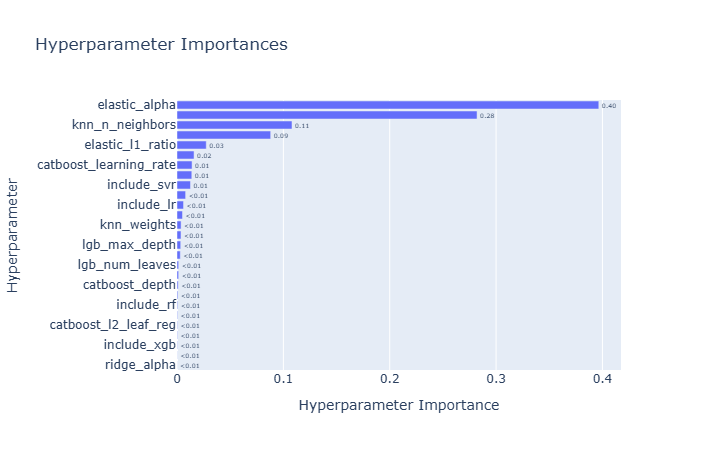 Hyperparameter Importances
Hyperparameter
elastic_alpha
0.40
0.28
knn_n_neighbors
0.11
0.09
elastic_l1_ratio
0.03
0.02
catboost_learning_rate
0.01
0.01
include_svr
0.01
<0.01
include_lr
<0.01
<0.01
knn_weights
<0.01
<0.01
lgb_max_depth
<0.01
<0.01
lgb_num_leaves
<0.01
<0.01
catboost_depth
<0.01
<0.01
include_rf
<0.01
<0.01
catboost_l2_leaf_reg
<0.01
<0.01
include_xgb
<0.01
<0.01
ridge_alpha
<0.01
0 0.1 0.2 0.3 0.4
Hyperparameter Importance